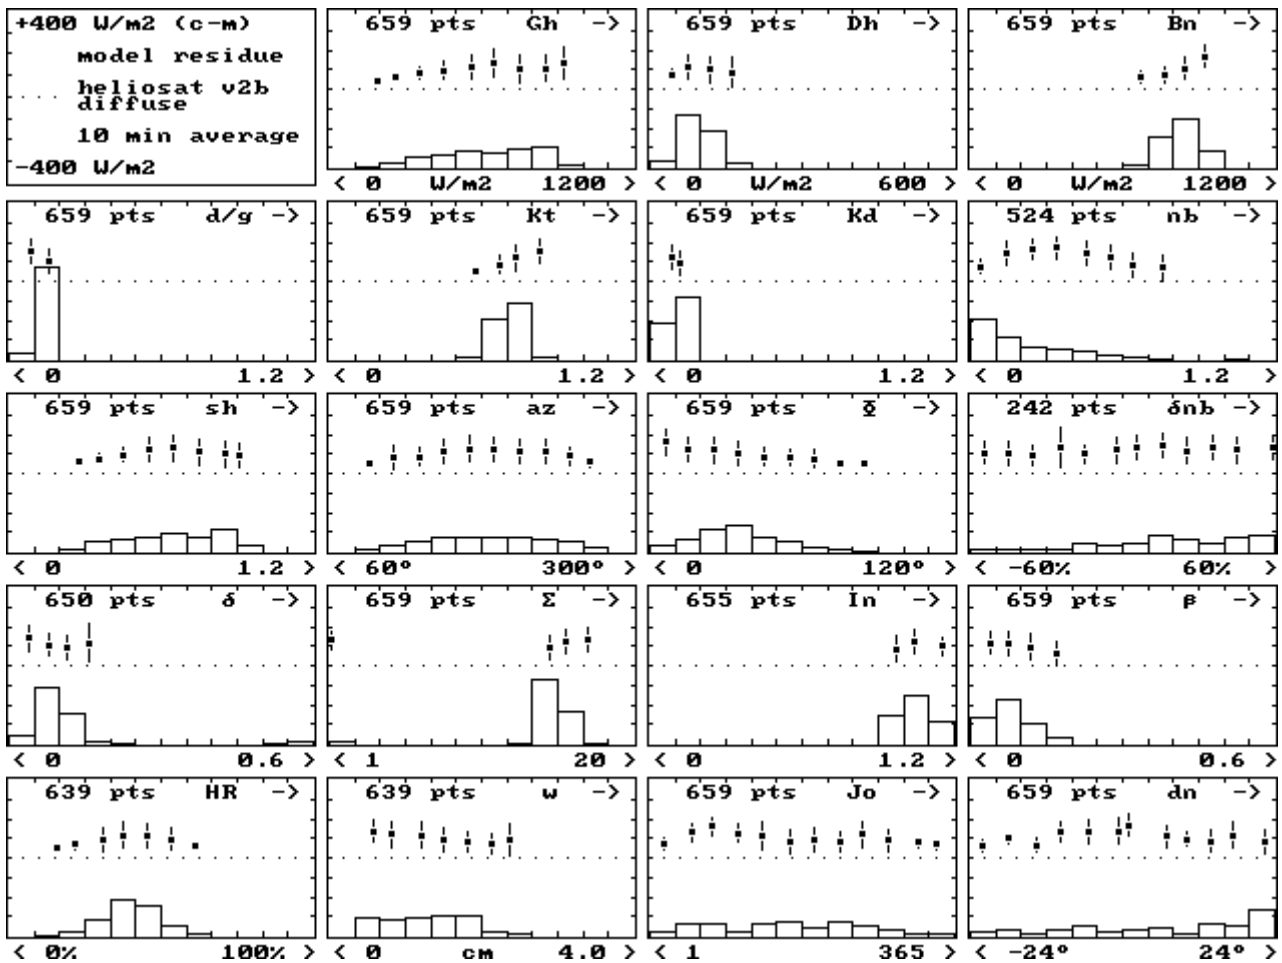 +400 W/m2 (c-m)
model residue
heliosat v2b
diffuse
10 min average
-400 W/m2
659 pts Gh ->
< 0 W/m2 1200 >
659 pts Dh ->
< 0 W/m2 600 >
659 pts Bn ->
< 0 W/m2 1200 >
659 pts d/g ->
< 0 1.2 >
659 pts Kt ->
< 0 1.2 >
659 pts Kd ->
< 0 1.2 >
524 pts nb ->
< 0 1.2 >
659 pts sh ->
< 0 1.2 >
659 pts az ->
< 60° 300° >
659 pts Φ ->
< 0 120° >
242 pts δnb ->
< -60% 60% >
650 pts δ ->
< 0 0.6 >
659 pts Σ ->
< 1 20 >
655 pts In ->
< 0 1.2 >
659 pts β ->
< 0 0.6 >
639 pts HR ->
< 0% 100% >
639 pts w ->
< 0 cm 4.0 >
659 pts Jo ->
< 1 365 >
659 pts dn ->
< -24° 24° >